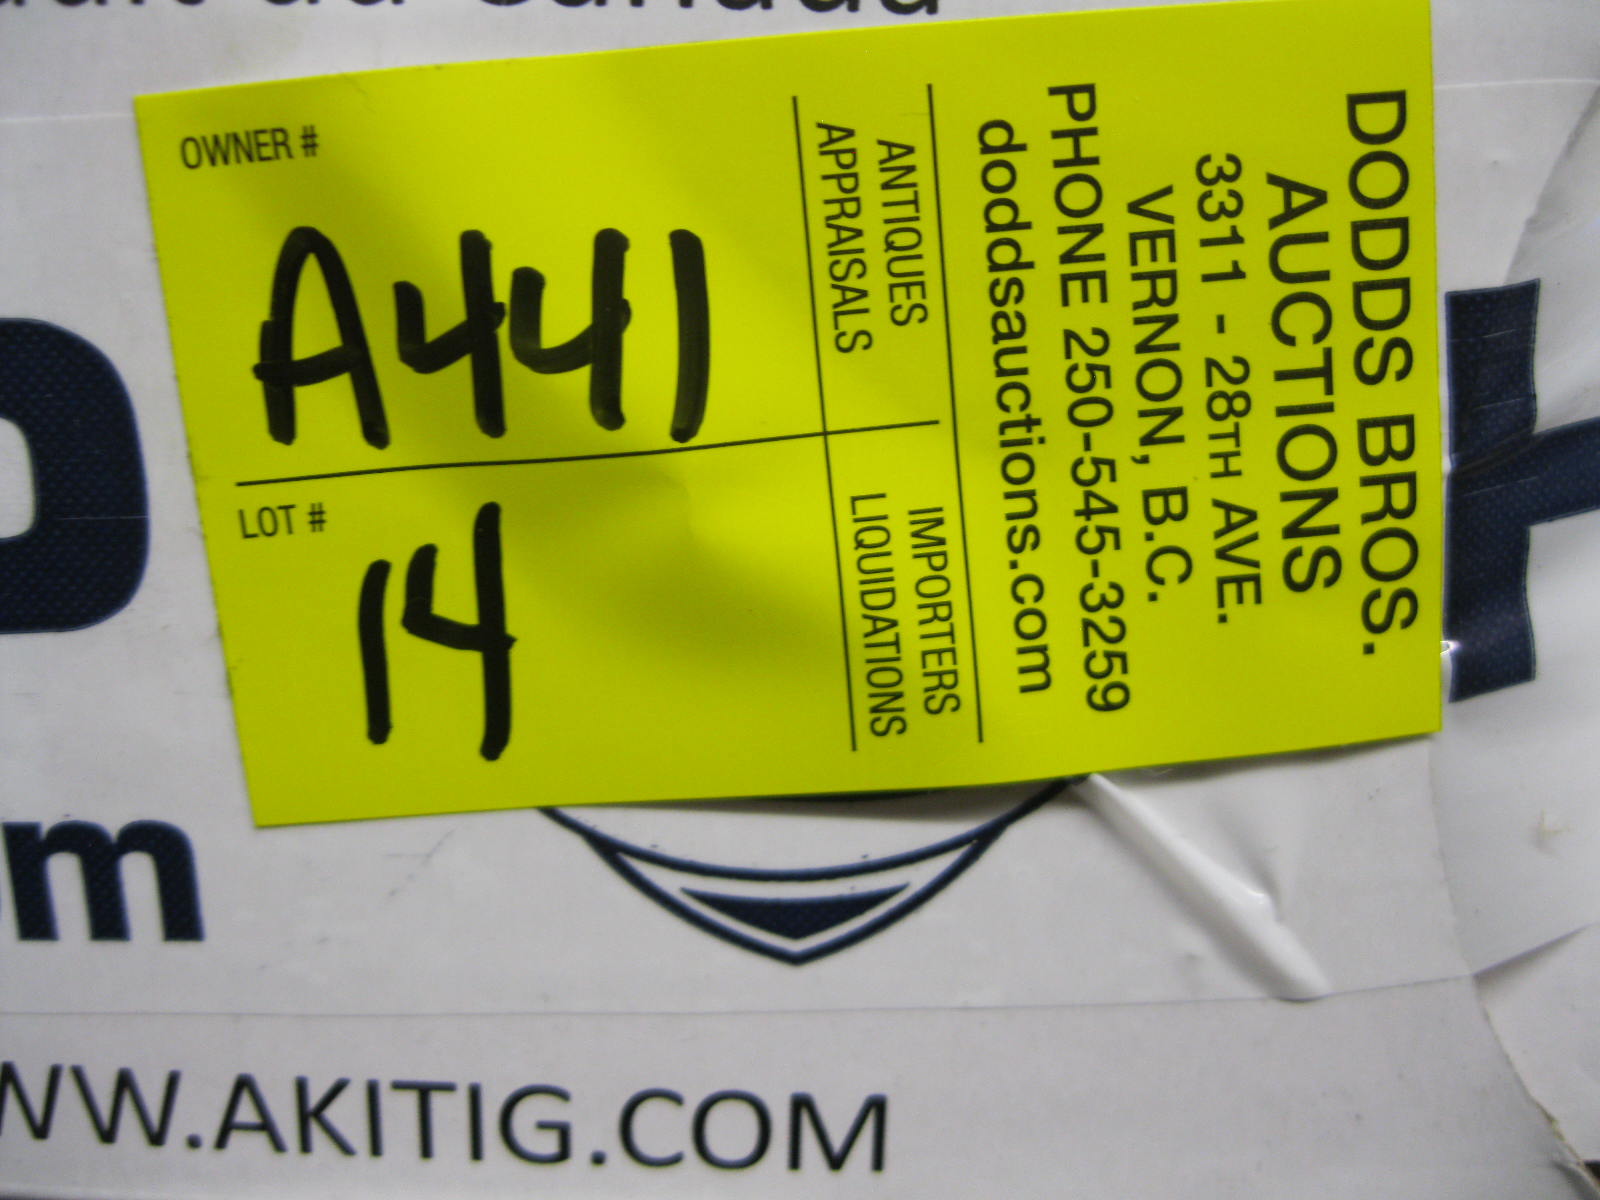 OWNER #
A441
LOT #
14
ANTIQUES
APPRAISALS
IMPORTERS
LIQUIDATIONS
DODDS BROS.
AUCTIONS
3311 - 28TH AVE.
VERNON, B.C.
PHONE 250-545-3259
doddsauctions.com
WW.AKITIG.COM